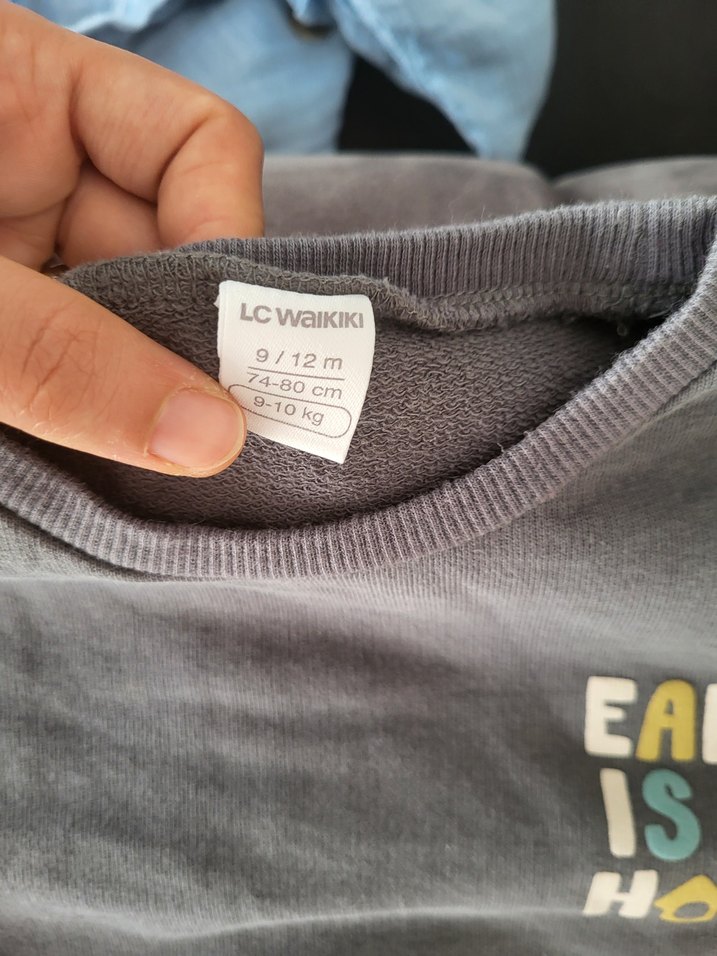 LC WAIKIKI
9 / 12 m
74-80 cm
9-10 kg
IS